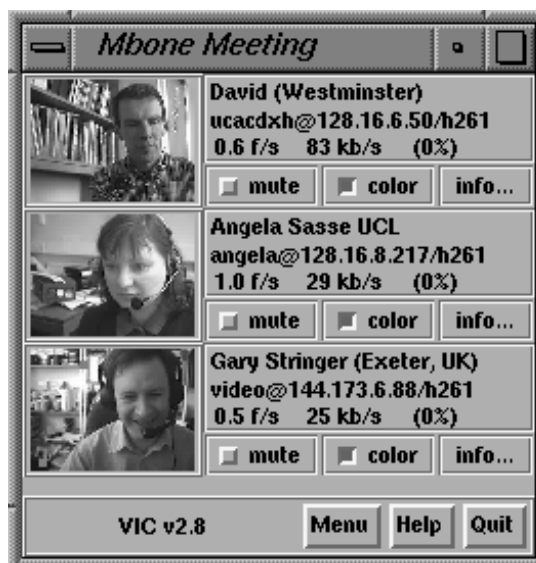 Mbone Meeting
David (Westminster)
ucacdxh@128.16.6.50/h261
0.6 f/s 83 kb/s (0%)
mute color info...
Angela Sasse UCL
angela@128.16.8.217/h261
1.0 f/s 29 kb/s (0%)
mute color info...
Gary Stringer (Exeter, UK)
video@144.173.6.88/h261
0.5 f/s 25 kb/s (0%)
mute color info...
VIC v2.8 Menu Help Quit